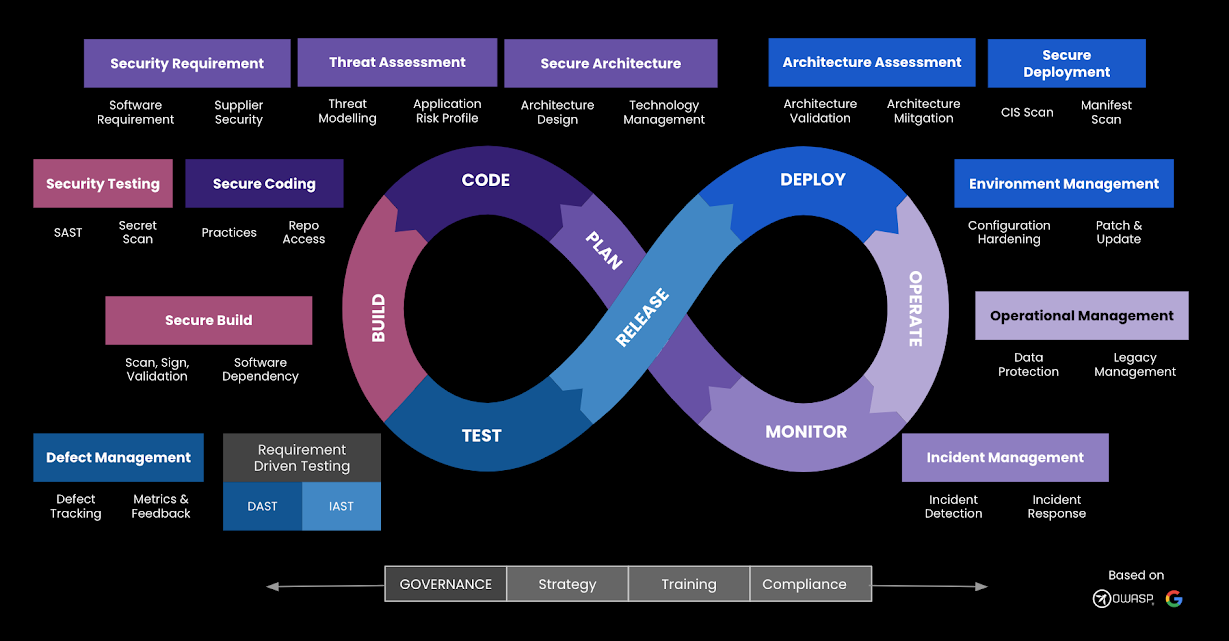 Security Requirement
Software
Requirement
Supplier
Security
Threat Assessment
Threat
Modelling
Application
Risk Profile
Secure Architecture
Architecture
Design
Technology
Management
Architecture Assessment
Architecture
Validation
Architecture
Miitgation
Secure
Deployment
CIS Scan
Manifest
Scan
Security Testing
SAST
Secret
Scan
Secure Coding
Practices
Repo
Access
CODE
PLAN
BUILD
TEST
RELEASE
DEPLOY
OPERATE
MONITOR
Environment Management
Configuration
Hardening
Patch &
Update
Secure Build
Scan, Sign,
Validation
Software
Dependency
Operational Management
Data
Protection
Legacy
Management
Defect Management
Defect
Tracking
Metrics &
Feedback
Requirement
Driven Testing
DAST
IAST
Incident Management
Incident
Detection
Incident
Response
GOVERNANCE
Strategy
Training
Compliance
Based on
OWASP
G